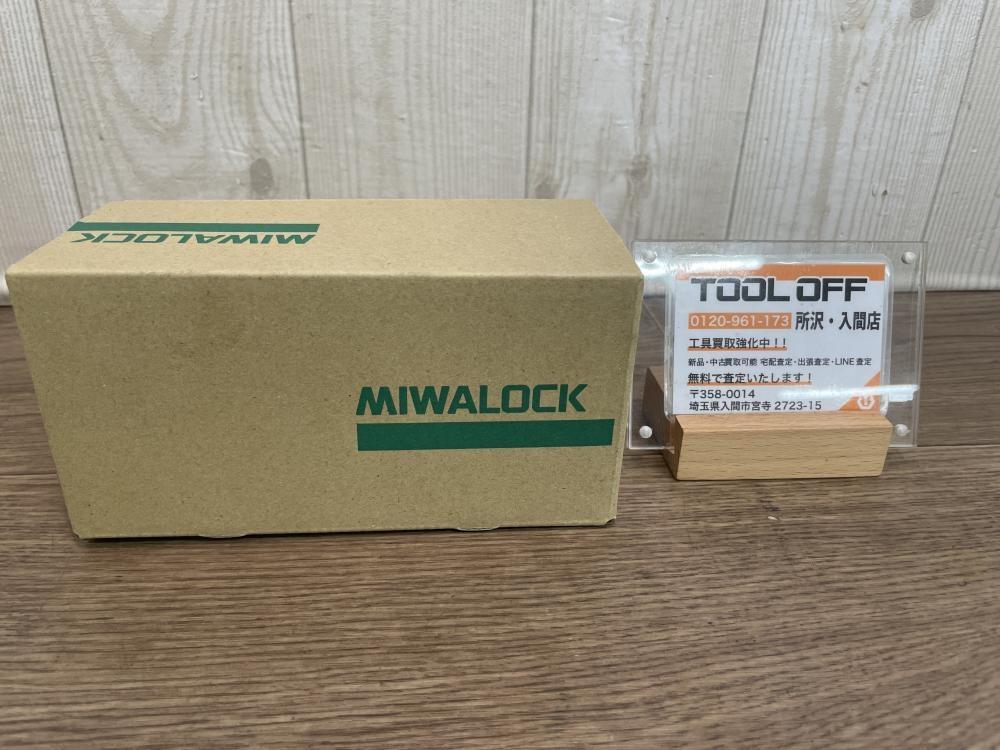 MIWALOCK
MIWALOCK
TOOL OFF
0120-961-173 所沢・入間店
工具買取強化中！！
新品・中古買取可能 宅配査定・出張査定・LINE査定
無料で査定いたします！
〒358-0014
埼玉県入間市宮寺 2723-15